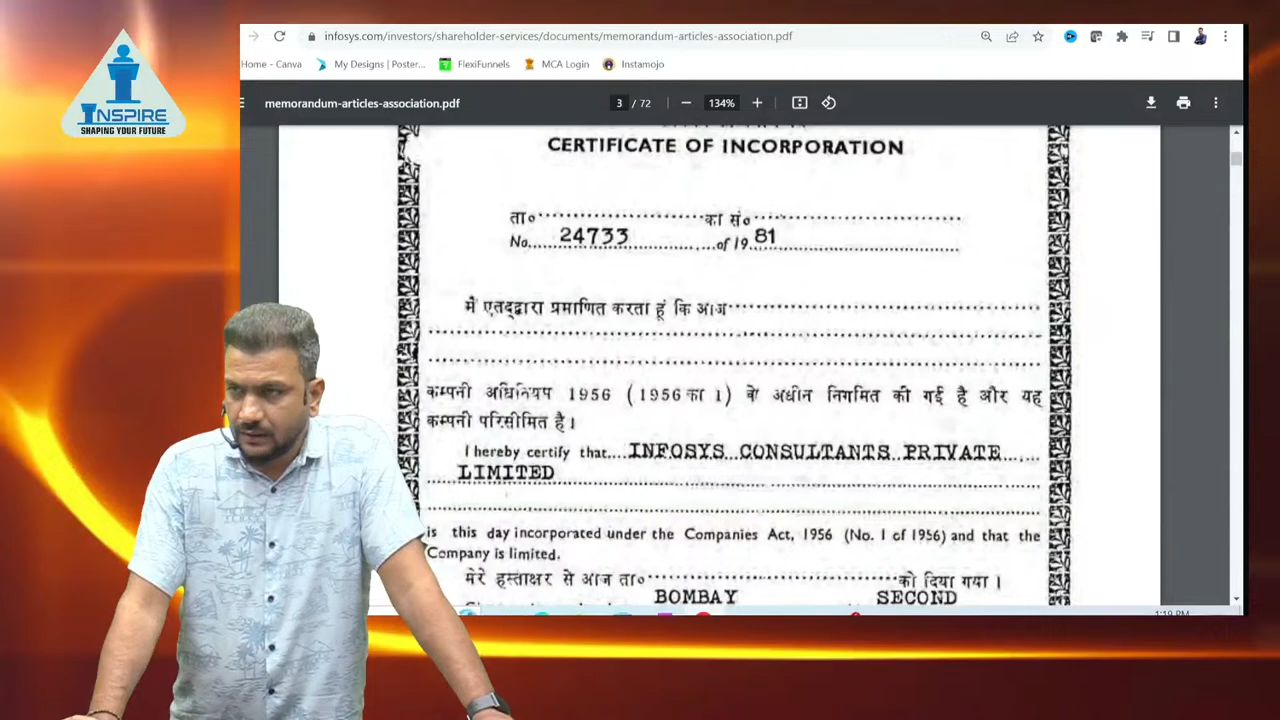 INSPIRE
SHAPING YOUR FUTURE
infosys.com/investors/shareholder-services/documents/memorandum-articles-association.pdf
Home - Canva My Designs | Poster... FlexiFunnels MCA Login Instamojo
memorandum-articles-association.pdf 3 / 72 134%
CERTIFICATE OF INCORPORATION
ता० का सं०
No. 24733 of 19 81
मैं एतद्द्वारा प्रमाणित करता हूं कि आज
कम्पनी अधिनियम 1956 (1956 का 1) के अधीन निगमित की गई है और यह
कम्पनी परिसीमित है।
I hereby certify that INFOSYS CONSULTANTS PRIVATE
LIMITED
is this day incorporated under the Companies Act, 1956 (No. 1 of 1956) and that the
Company is limited.
मेरे हस्ताक्षर से आज ता० को दिया गया।
BOMBAY SECOND
1:19 PM